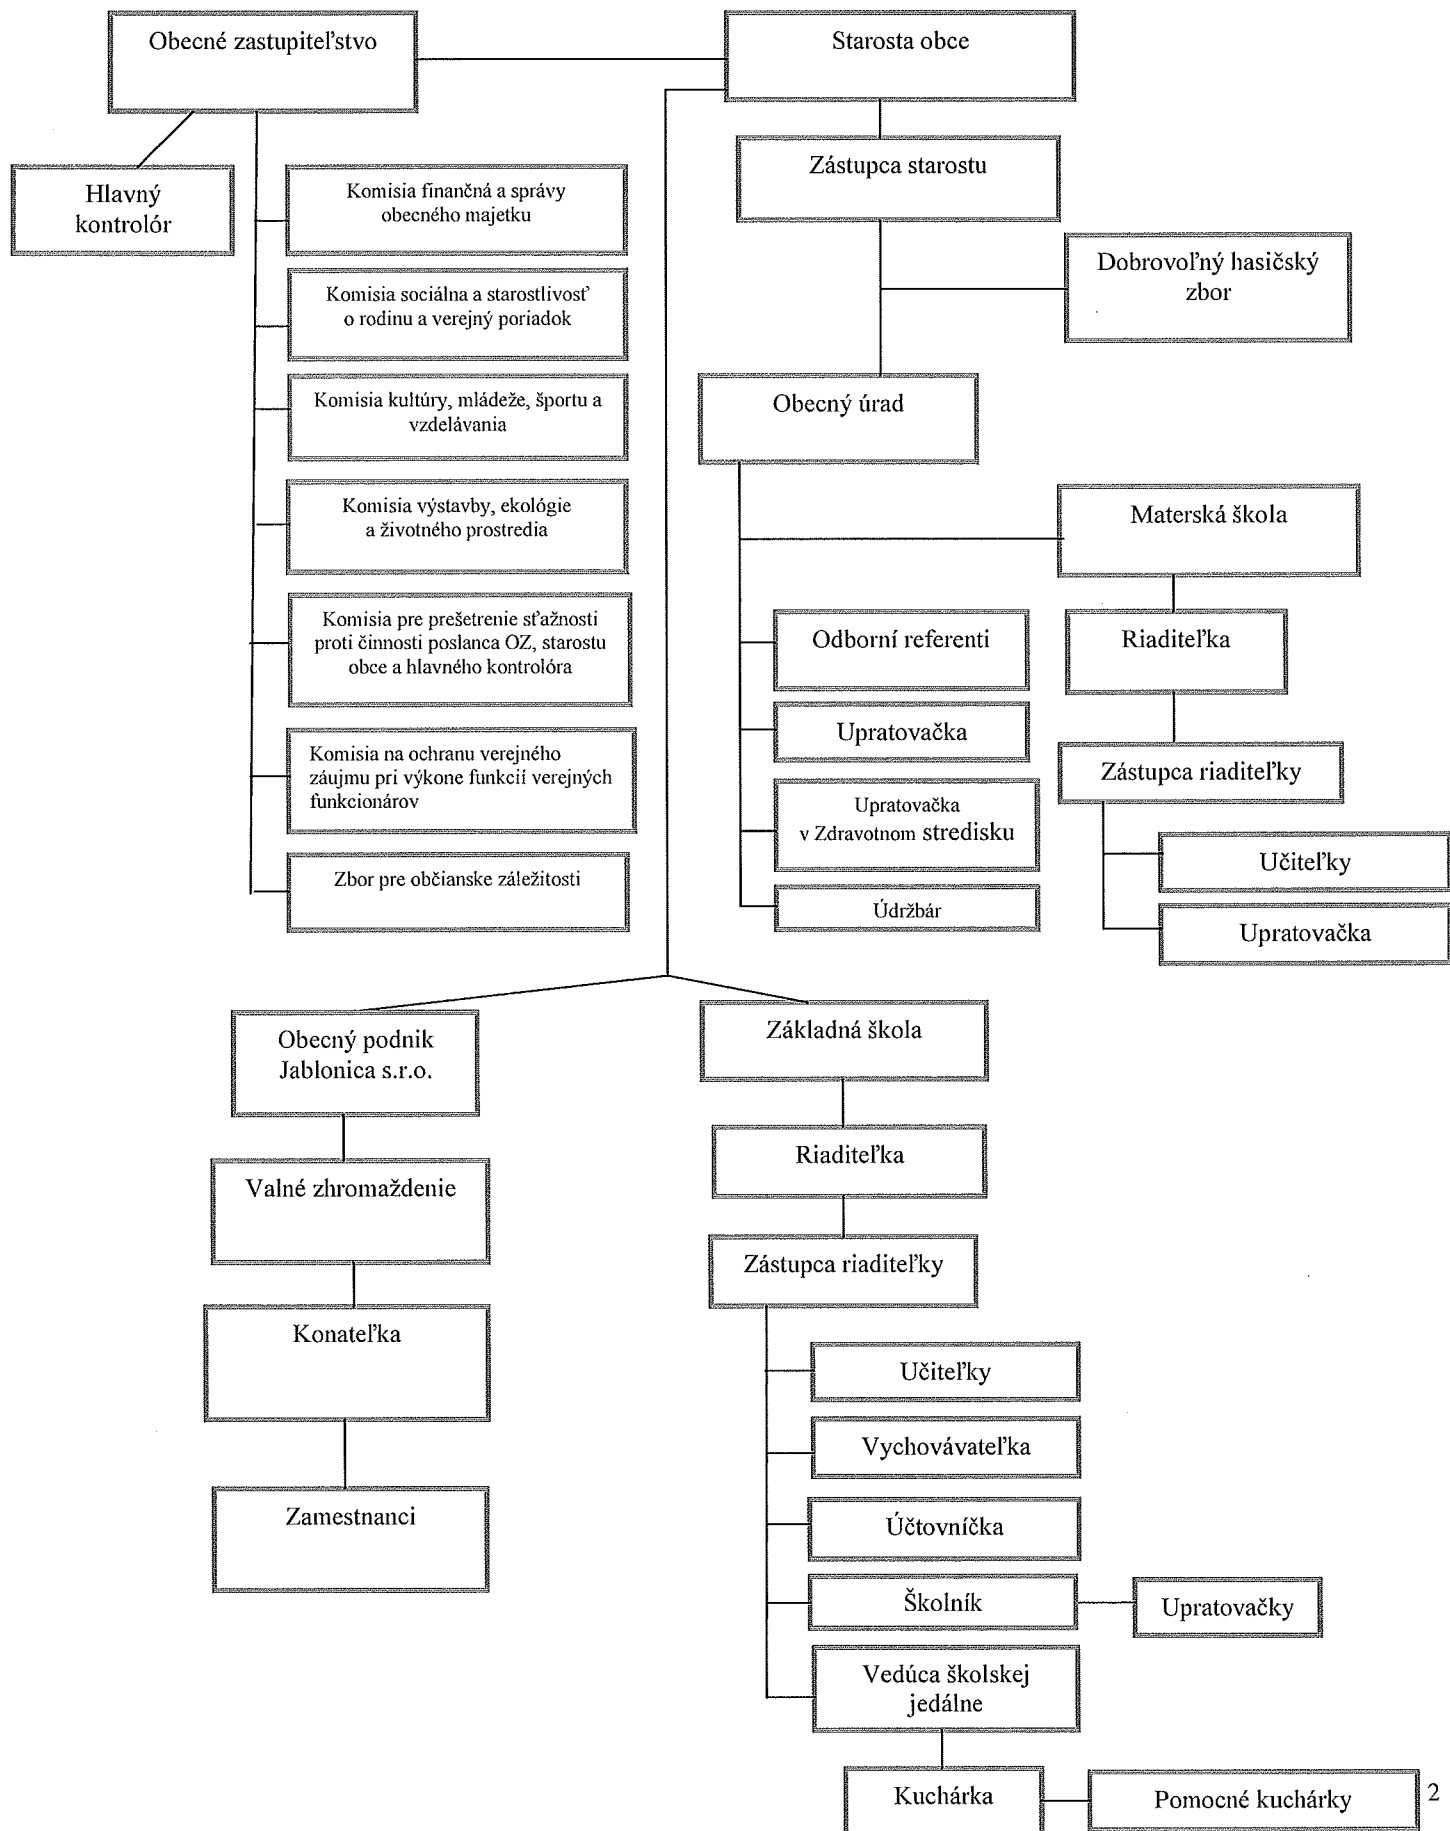 Obecné zastupiteľstvo
Starosta obce
Zástupca starostu
Hlavný
kontrolór
Komisia finančná a správy
obecného majetku
Dobrovoľný hasičský
zbor
Komisia sociálna a starostlivosť
o rodinu a verejný poriadok
Komisia kultúry, mládeže, športu a
vzdelávania
Obecný úrad
Komisia výstavby, ekológie
a životného prostredia
Materská škola
Komisia pre prešetrenie sťažnosti
proti činnosti poslanca OZ, starostu
obce a hlavného kontrolóra
Odborní referenti
Riaditeľka
Upratovačka
Komisia na ochranu verejného
záujmu pri výkone funkcií verejných
funkcionárov
Zástupca riaditeľky
Upratovačka
v Zdravotnom stredisku
Učiteľky
Zbor pre občianske záležitosti
Údržbár
Upratovačka
Obecný podnik
Jablonica s.r.o.
Základná škola
Valné zhromaždenie
Riaditeľka
Zástupca riaditeľky
Konateľka
Učiteľky
Vychovávateľka
Zamestnanci
Účtovníčka
Školník
Upratovačky
Vedúca školskej
jedálne
Kuchárka
Pomocné kuchárky
2